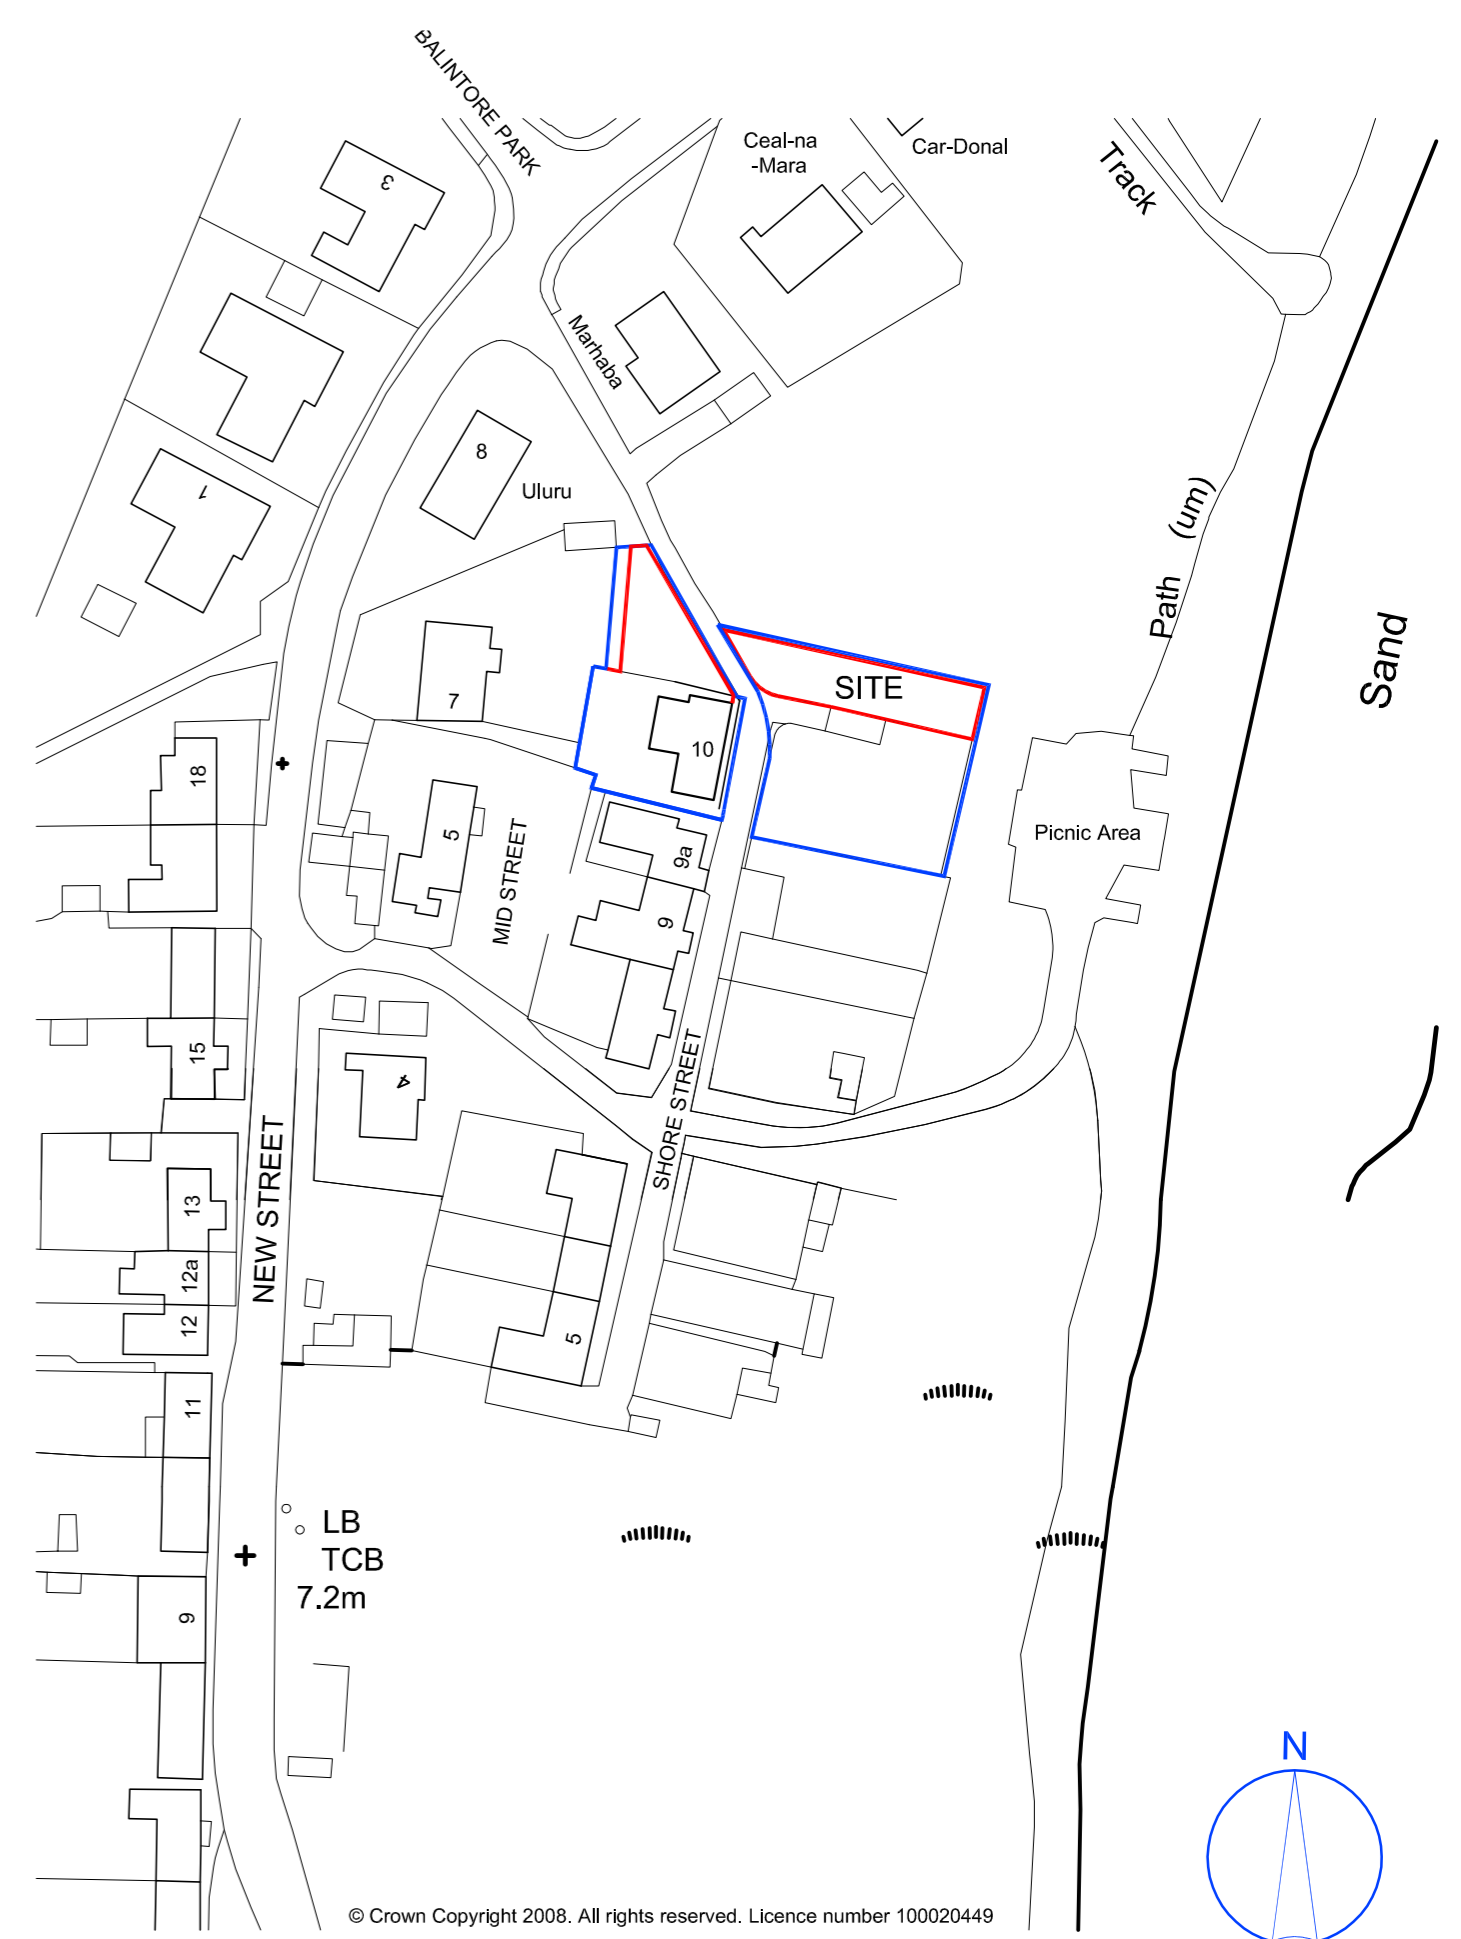 BALINTORE PARK
Ceal-na
-Mara
Car-Donal
Track
3
Marhaba
8
Uluru
1
Path (um)
Sand
SITE
7
10
18
5
MID STREET
9a
9
Picnic Area
15
4
SHORE STREET
NEW STREET
13
12a
12
5
11
LB
TCB
7.2m
9
N
© Crown Copyright 2008. All rights reserved. Licence number 100020449